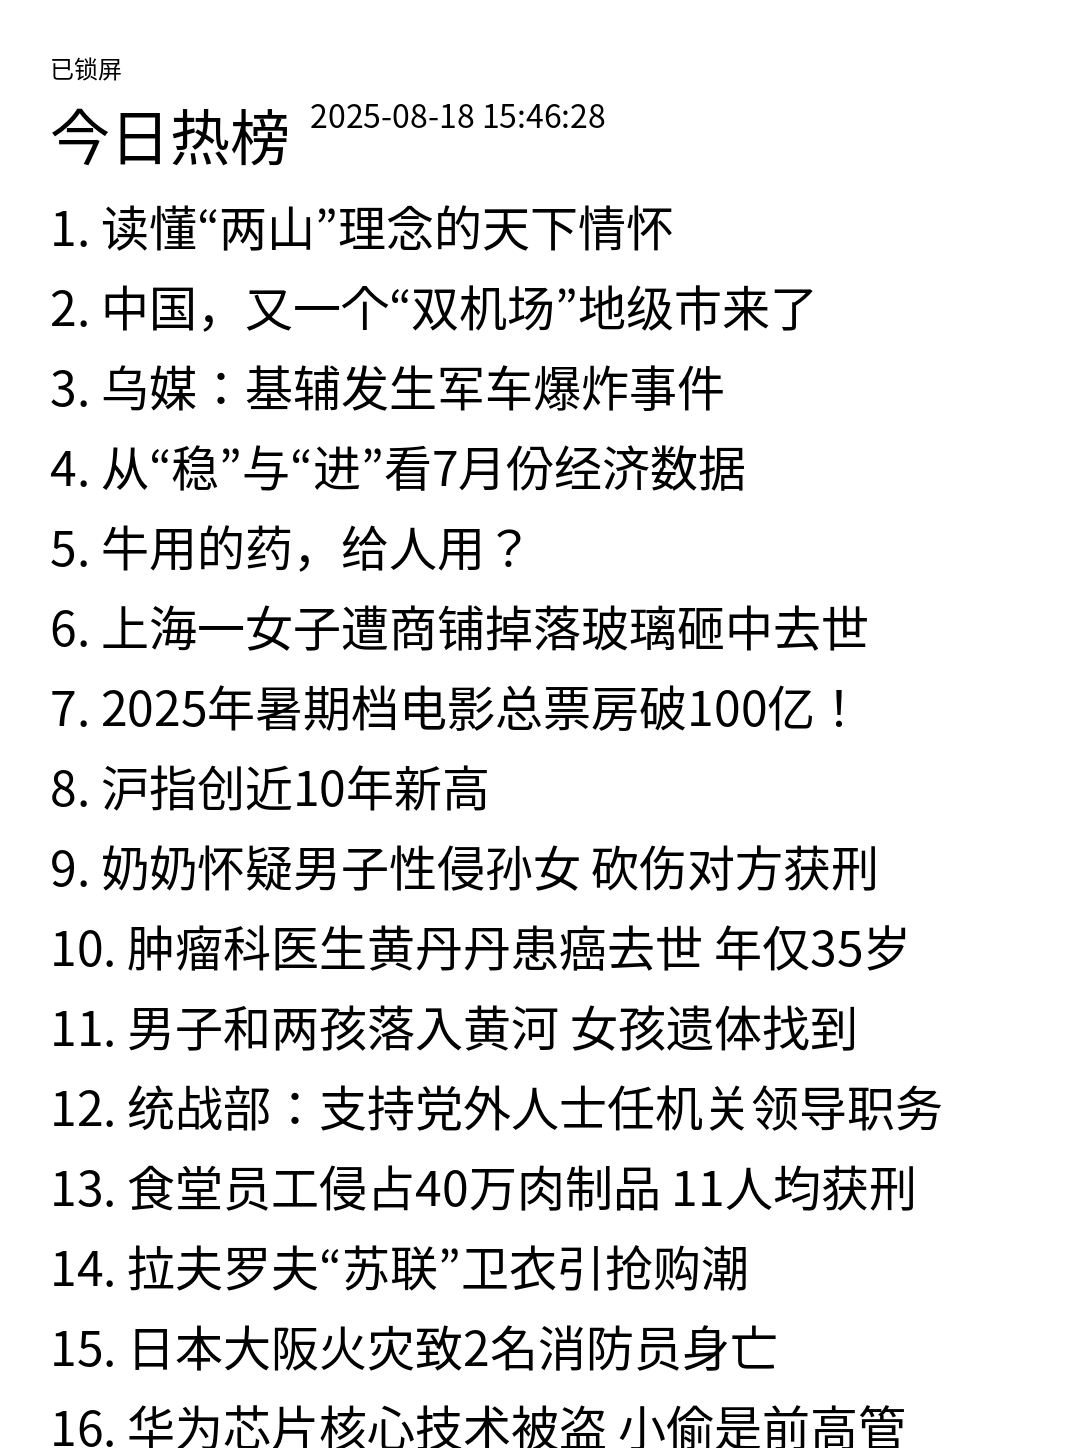 已锁屏
今日热榜 2025-08-18 15:46:28
1. 读懂“两山”理念的天下情怀
2. 中国，又一个“双机场”地级市来了
3. 乌媒：基辅发生军车爆炸事件
4. 从“稳”与“进”看7月份经济数据
5. 牛用的药，给人用？
6. 上海一女子遭商铺掉落玻璃砸中去世
7. 2025年暑期档电影总票房破100亿！
8. 沪指创近10年新高
9. 奶奶怀疑男子性侵孙女 砍伤对方获刑
10. 肿瘤科医生黄丹丹患癌去世 年仅35岁
11. 男子和两孩落入黄河 女孩遗体找到
12. 统战部：支持党外人士任机关领导职务
13. 食堂员工侵占40万肉制品 11人均获刑
14. 拉夫罗夫“苏联”卫衣引抢购潮
15. 日本大阪火灾致2名消防员身亡
16. 华为芯片核心技术被盗 小偷是前高管